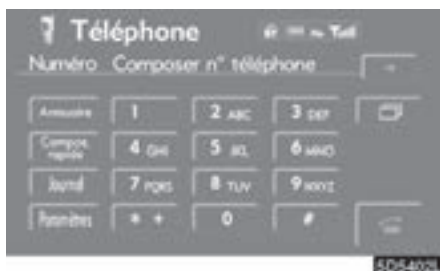 Téléphone
Numéro Composer n° téléphone
Annuaire 1 2 ABC 3 DEF
Compos. rapide 4 GHI 5 JKL 6 MNO
Journal 7 PQRS 8 TUV 9 WXYZ
Paramètres * + 0 #
5D5402f